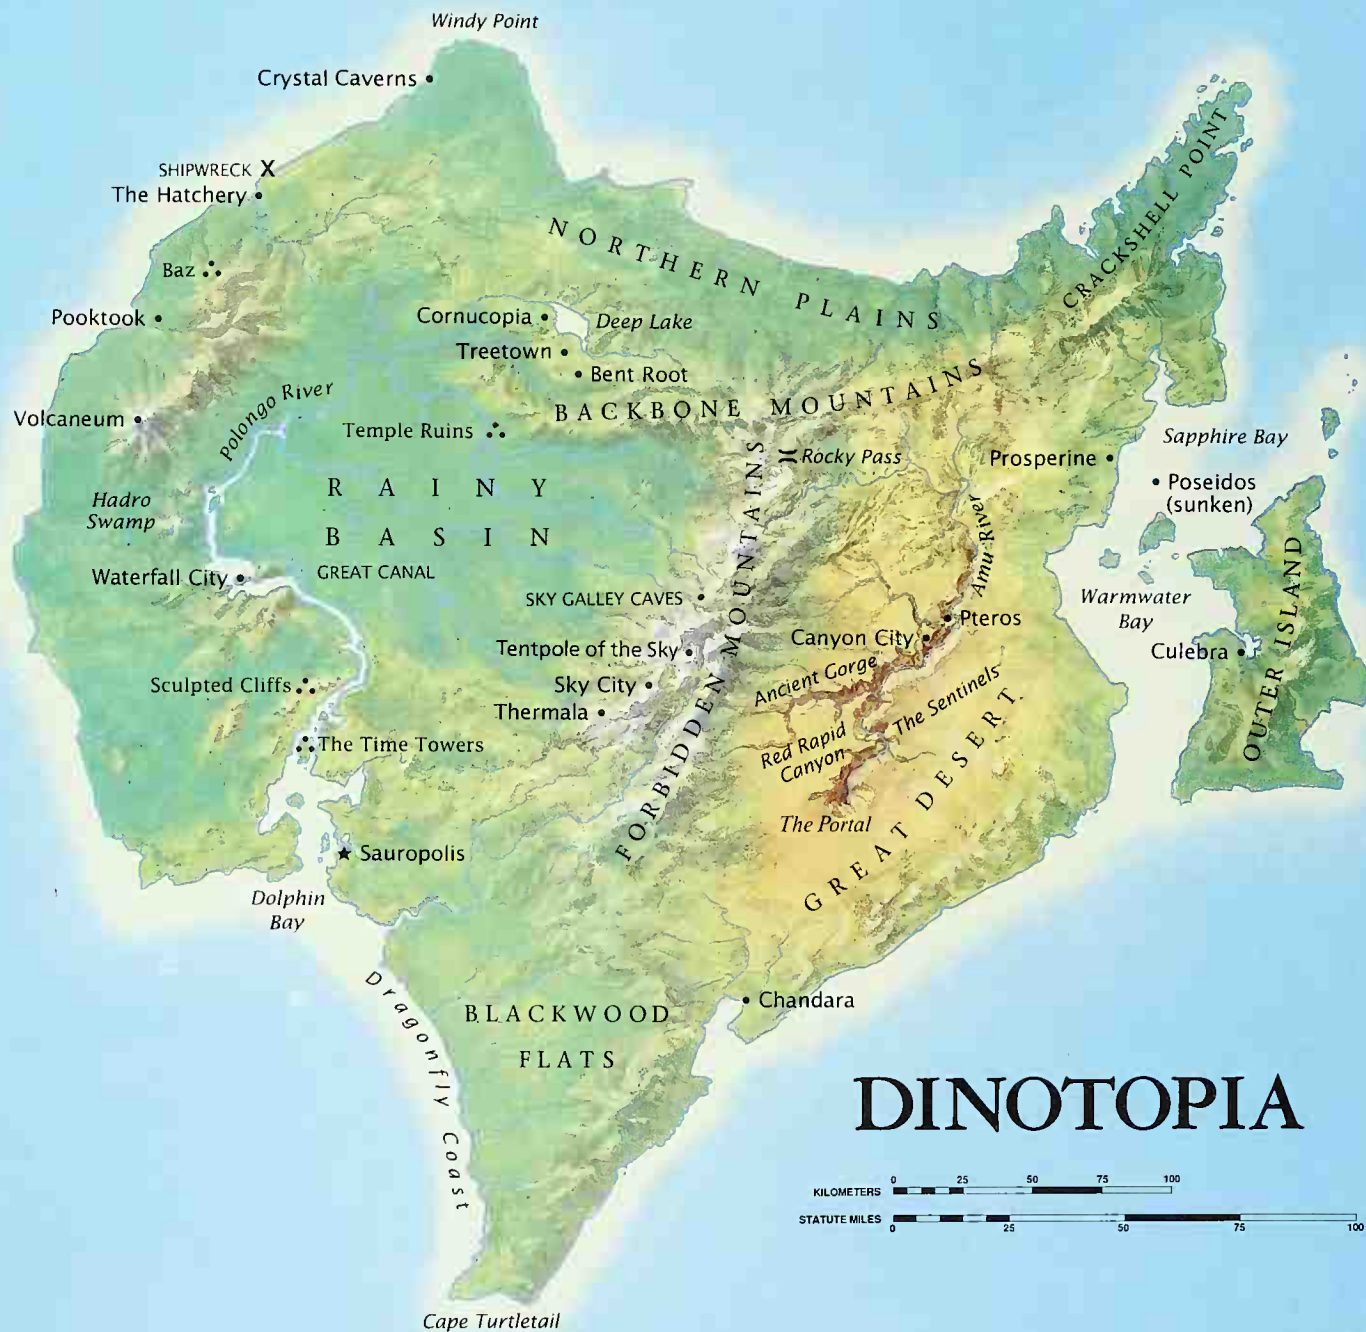 Windy Point
Crystal Caverns
SHIPWRECK X
The Hatchery
NORTHERN PLAINS
CRACKSHELL POINT
Baz
Pooktook
Cornucopia
Deep Lake
Treetown
Bent Root
BACKBONE MOUNTAINS
Volcaneum
Polongo River
Temple Ruins
Rocky Pass
Prosperine
Sapphire Bay
Poseidos
(sunken)
Hadro
Swamp
RAINY
BASIN
Amu River
Waterfall City
GREAT CANAL
SKY GALLEY CAVES
FORBIDDEN MOUNTAINS
Warmwater
Bay
OUTER ISLAND
Pteros
Canyon City
Culebra
Tentpole of the Sky
Ancient Gorge
Sculpted Cliffs
Sky City
The Sentinels
Thermala
Red Rapid
Canyon
The Time Towers
GREAT DESERT
The Portal
Sauropolis
Dolphin
Bay
Dragonfly Coast
BLACKWOOD
FLATS
Chandara
DINOTOPIA
0 25 50 75 100
KILOMETERS
STATUTE MILES
0 25 50 75 100
Cape Turtletail